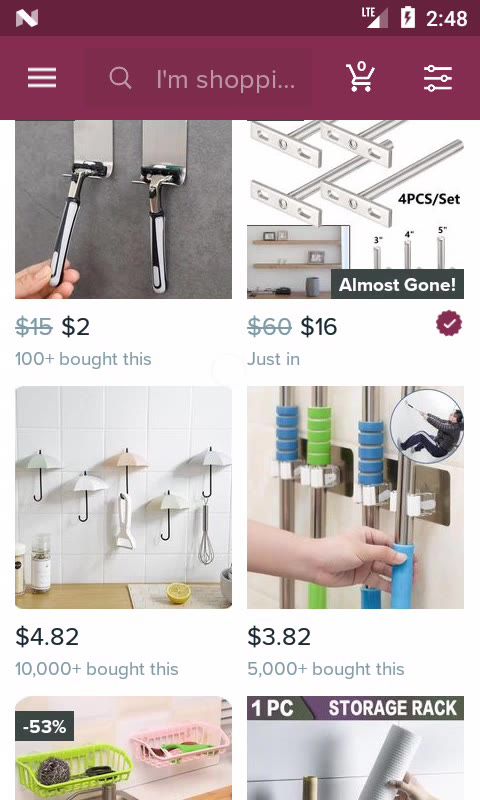 LTE
2:48
0
I'm shoppi...
4PCS/Set
3"
4"
5"
Almost Gone!
$15 $2
$60 $16
100+ bought this
Just in
$4.82
$3.82
10,000+ bought this
5,000+ bought this
-53%
1 PC STORAGE RACK